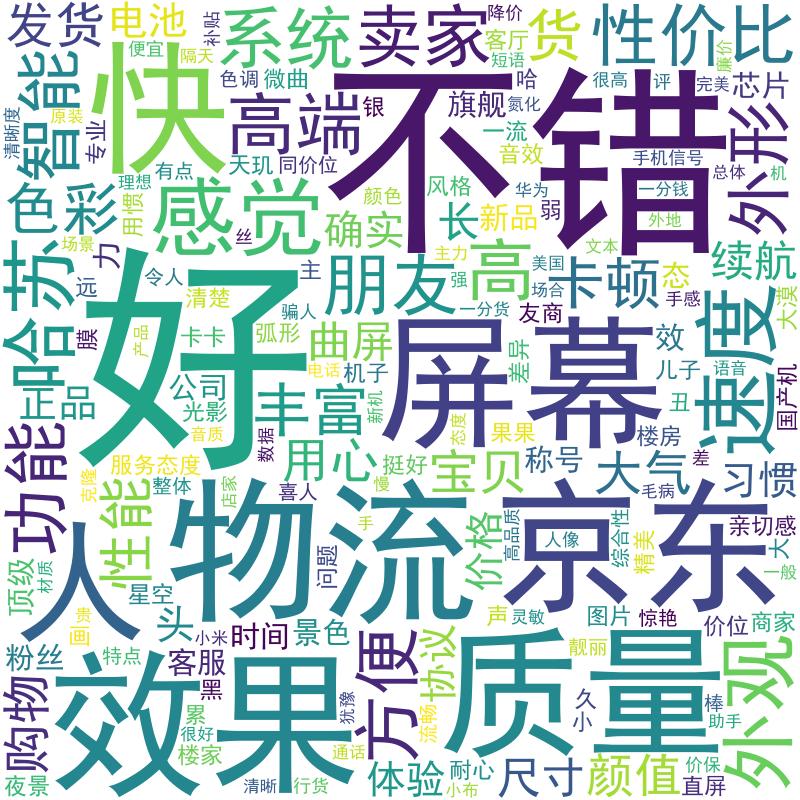 发货
电池
补贴
系统
卖家
降价
客厅
短语
货
性价比
廉价
便宜
隔天
清晰度
原装
专业
智能
快
色调
微曲
高端
银
旗舰
哈
氮化
不错
很高
评
完美
芯片
手机信号
总体
机
一流
音效
天玑
同价位
有点
理想
用惯
色彩
感觉
颜色
风格
确实
长
新品
华为
弱
一分钱
外地
外形
场景
力
丝
主力
文本
哈苏
远
令人
主
朋友
高
强
美国
场合
卡顿
态
手感
续航
大漠
膜
清楚
骗人
一分货
友商
产品
卡卡
弧形
曲屏
差异
效
速度
语音
国产机
好
屏幕
儿子
丑
正品
公司
光影
电话
机子
新机
丰富
音质
数据
态度
果果
楼房
差
功能
服务态度
克隆
整体
店家
用心
挺好
喜人
慢
宝贝
称号
大气
毛病
习惯
性能
人
物流
手
价格
高品质
京东
人像
综合性
精美
亲切感
大
一般
顶级
材质
问题
星空
贵
画
头
小米
时间
景色
声
灵敏
图片
惊艳
价位
商家
粉丝
特点
客服
黑
效果
犹豫
方便
协议
流畅
质量
靓丽
外观
购物
累
很好
楼家
通话
久
小
棒
助手
夜景
清晰
行货
体验
耐心
小布
尺寸
颜值
价保
直屏